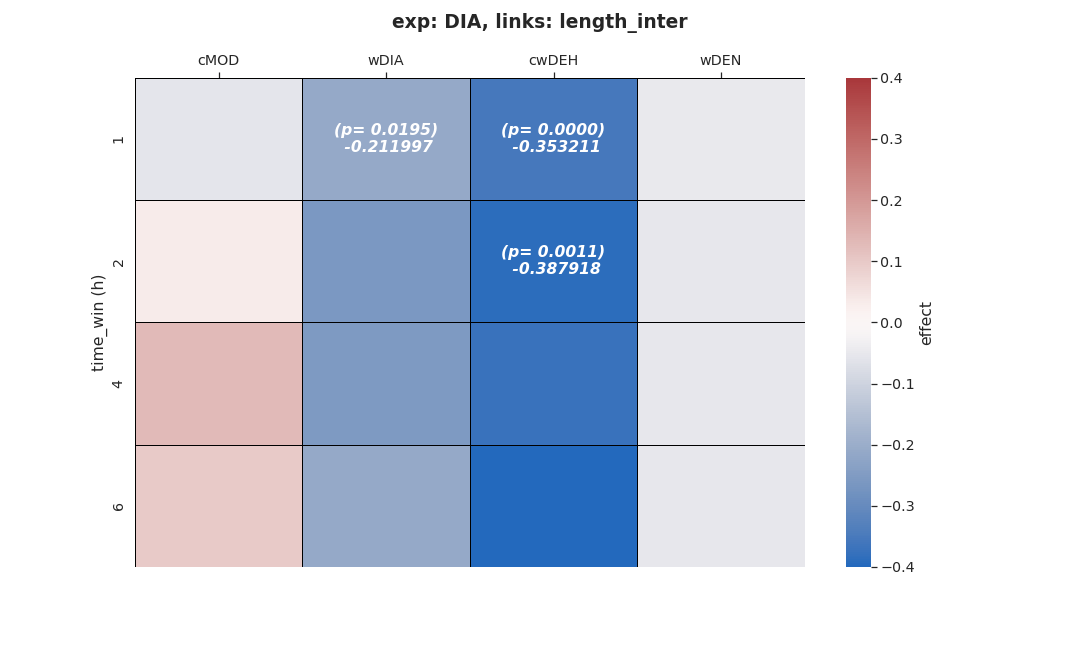 exp: DIA, links: length_inter
cMOD wDIA cwDEH wDEN
time_win (h)
1
(p= 0.0195)
-0.211997
(p= 0.0000)
-0.353211
2
(p= 0.0011)
-0.387918
4
6
0.4
0.3
0.2
0.1
0.0
−0.1
−0.2
−0.3
−0.4
effect